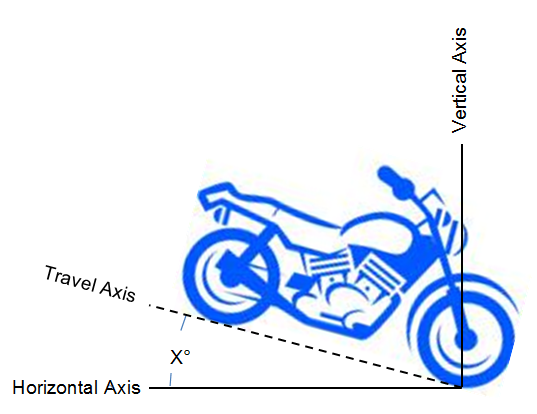 Vertical Axis
Travel Axis
X°
Horizontal Axis